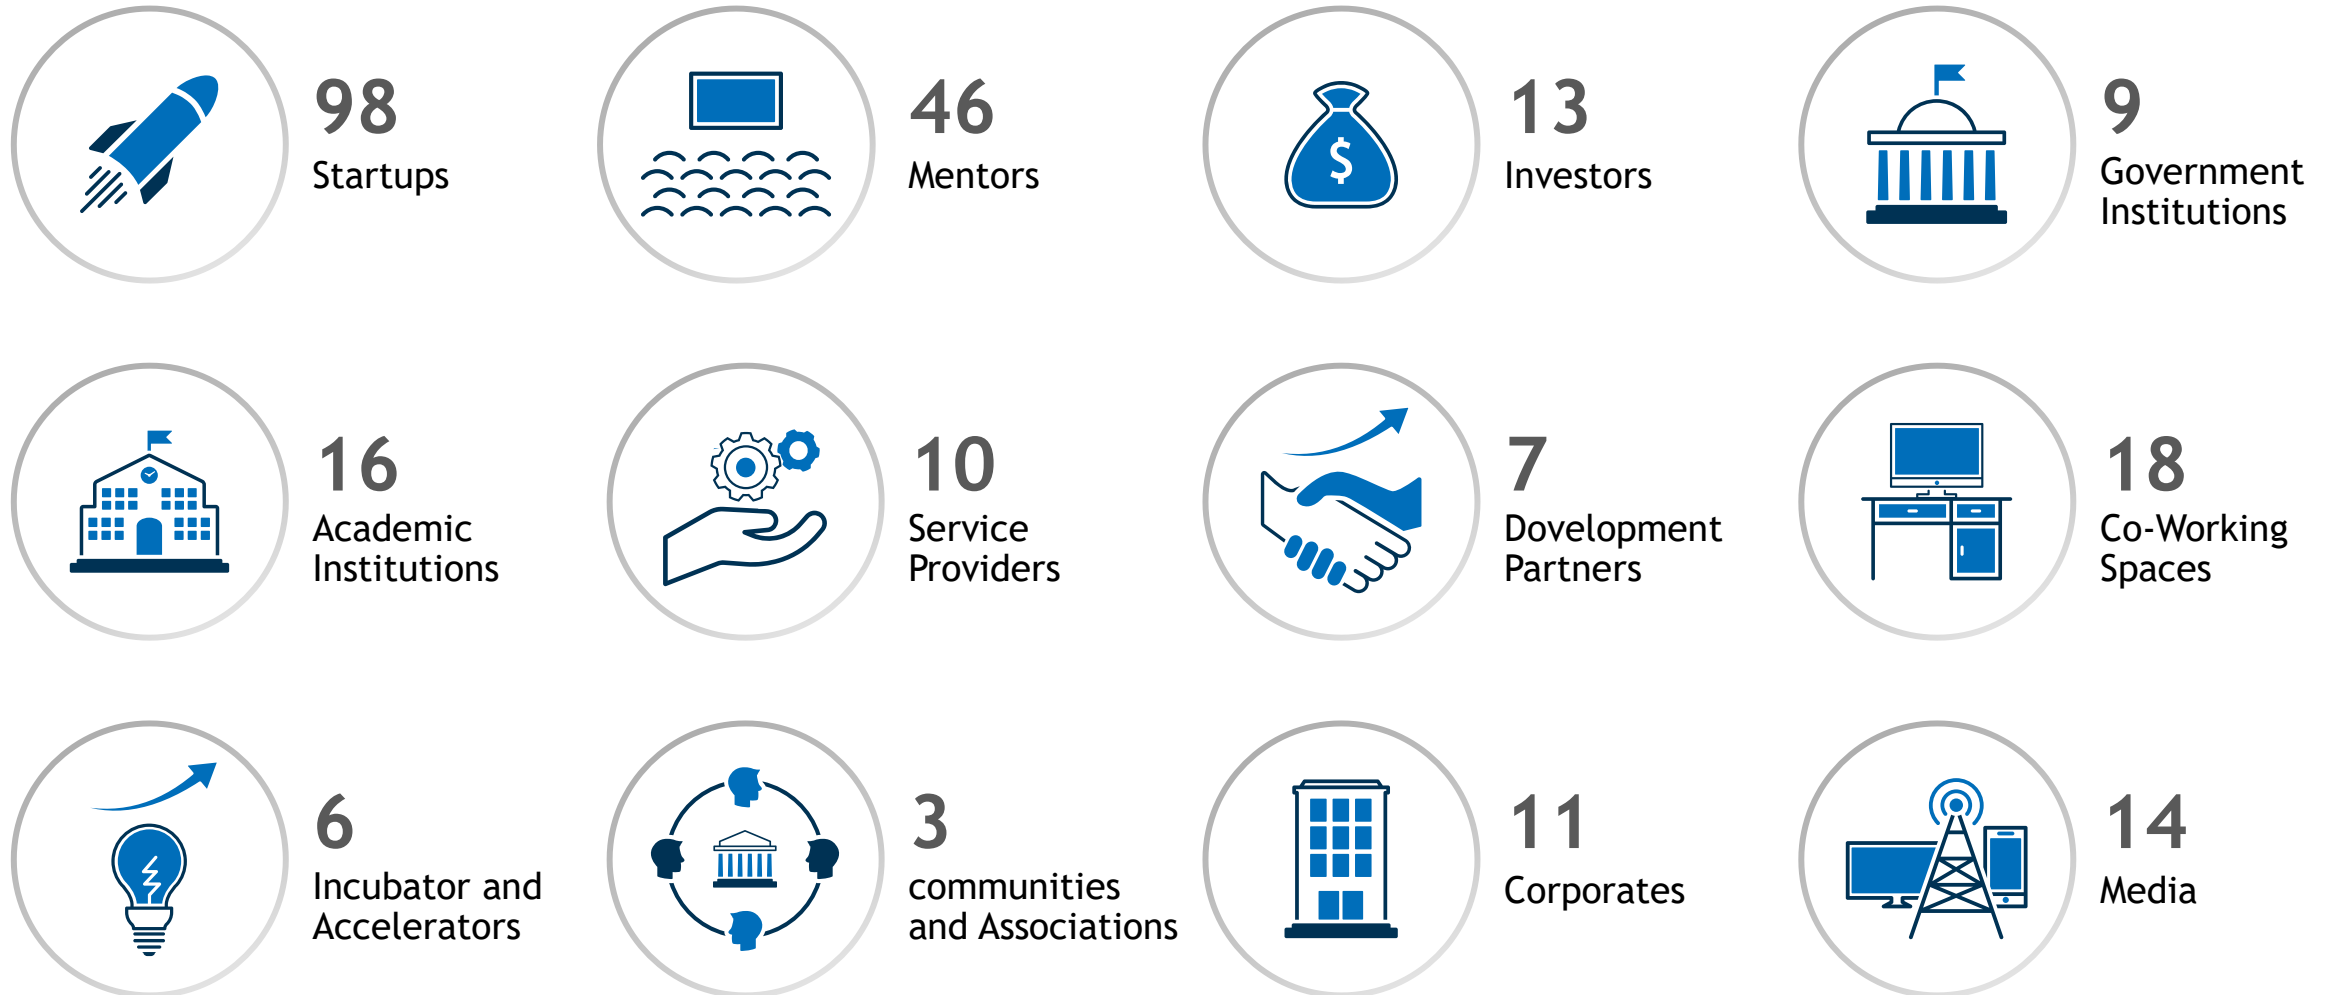 98
Startups
46
Mentors
13
Investors
$
9
Government
Institutions
16
Academic
Institutions
10
Service
Providers
7
Dovelopment
Partners
18
Co-Working
Spaces
6
Incubator and
Accelerators
3
communities
and Associations
11
Corporates
14
Media